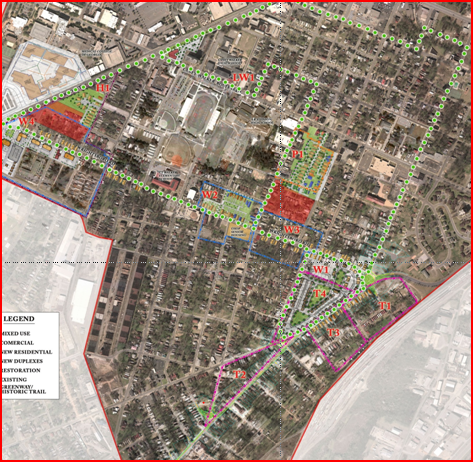 H1
W4
LW1
P1
W2
W3
W1
T4
T1
T3
T2
LEGEND
MIXED USE
COMERCIAL
NEW RESIDENTIAL
NEW DUPLEXES
RESTORATION
EXISTING
GREENWAY/
HISTORIC TRAIL